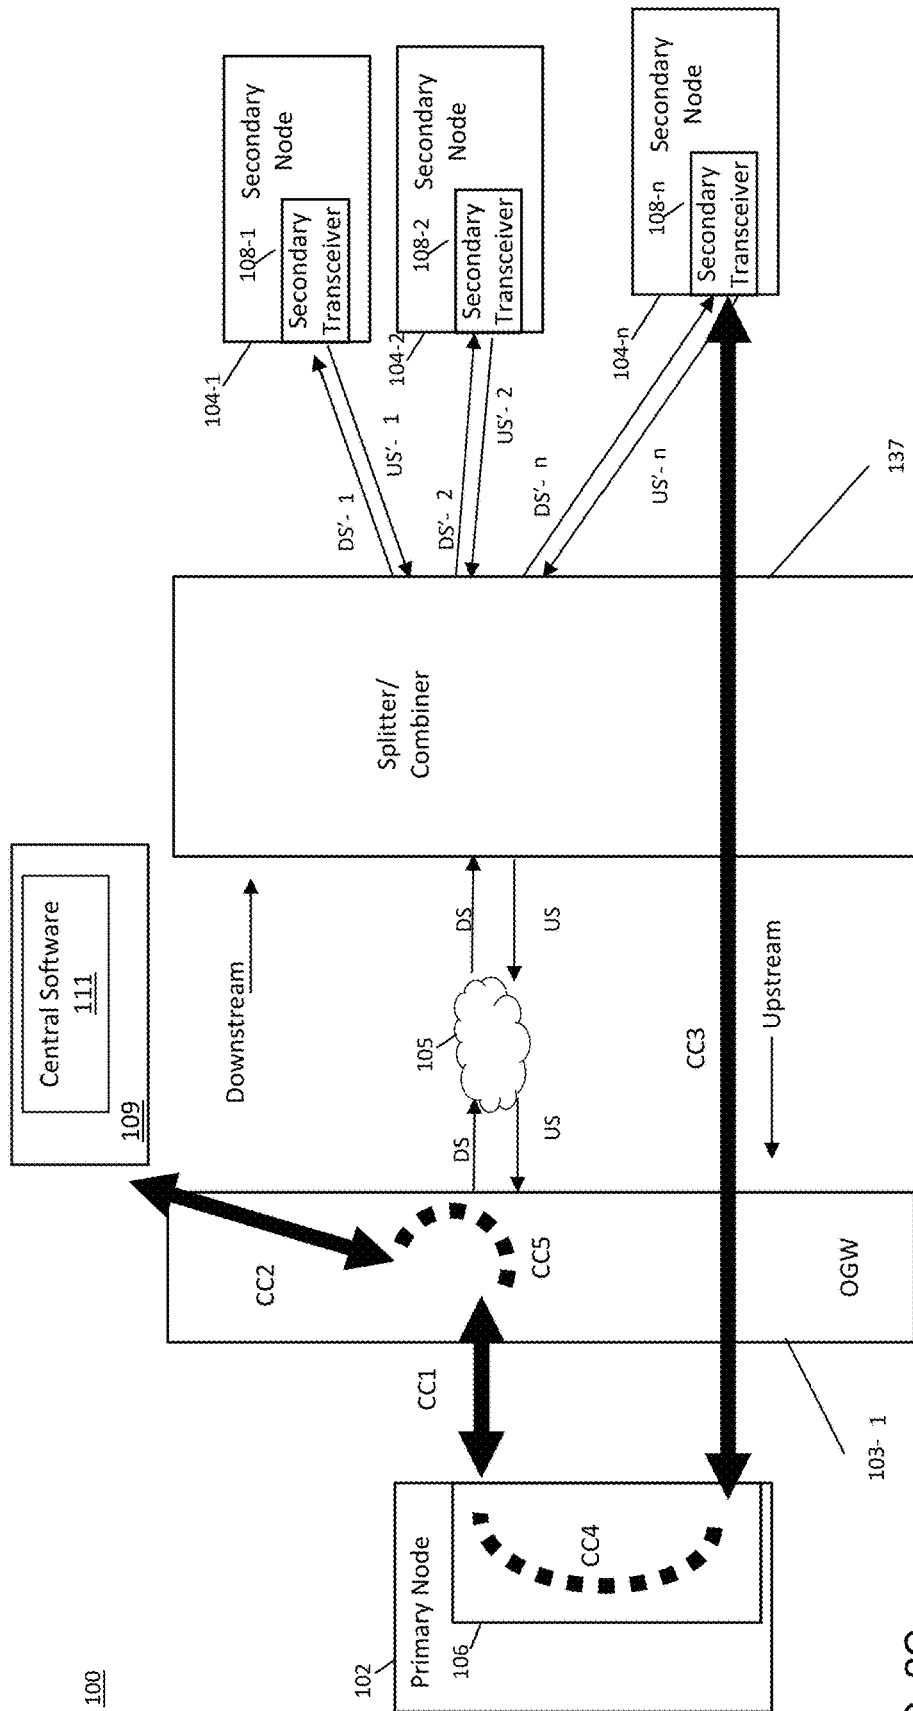 100
102
Primary Node
106
CC4
CC1
103- 1
CC2
CC5
OGW
109
Central Software
111
Downstream
DS
US
105
DS
US
CC3
Upstream
Splitter/
Combiner
137
DS'- 1
US'- 1
DS'- 2
US'- 2
DS'- n
US'- n
104-1
108-1
Secondary
Node
Secondary
Transceiver
104-2
108-2
Secondary
Node
Secondary
Transceiver
104-n
108-n
Secondary
Node
Secondary
Transceiver